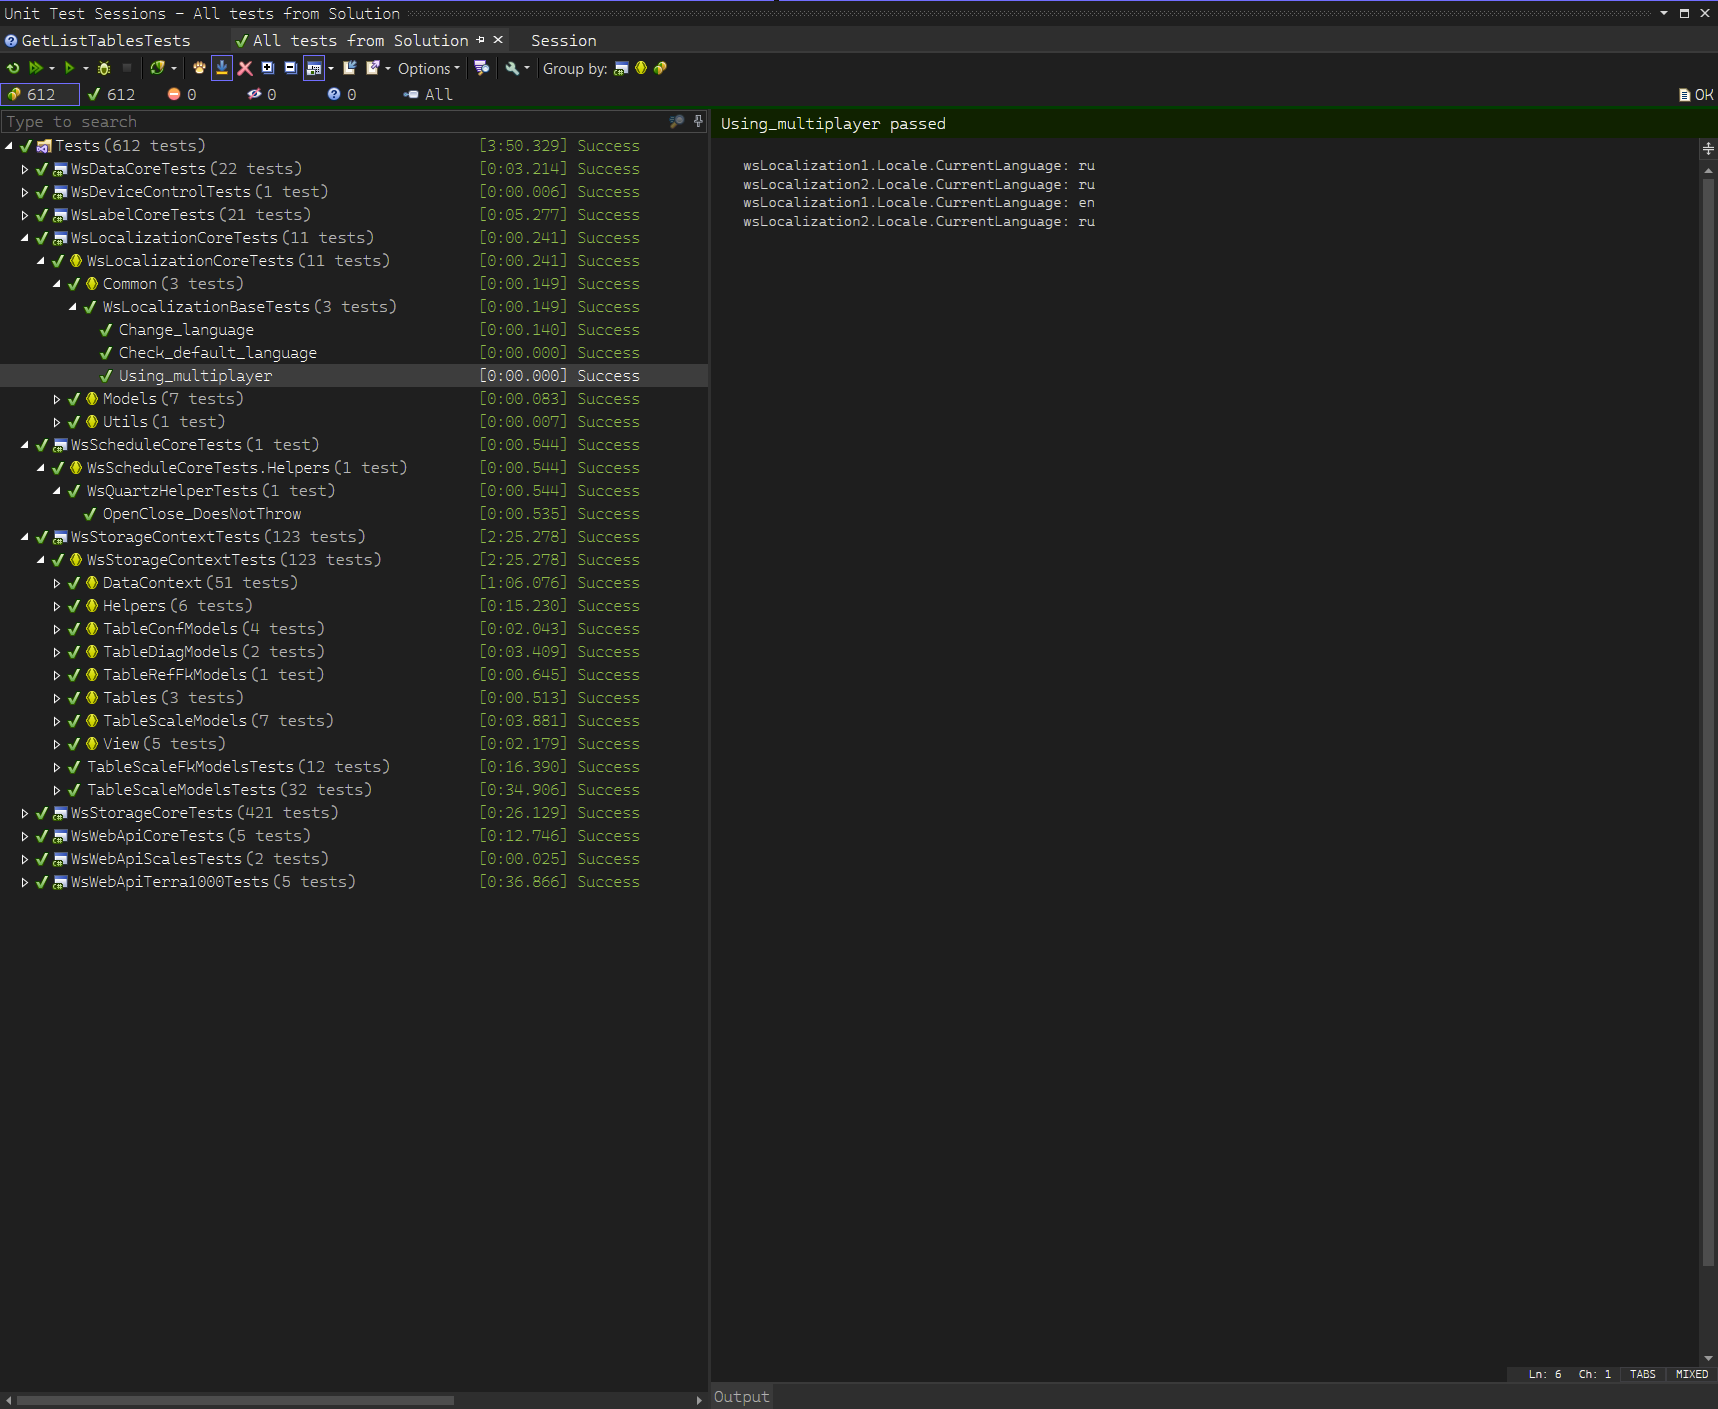 Unit Test Sessions - All tests from Solution
GetListTablesTests All tests from Solution Session
Options Group by:
612 612 0 0 0 All OK
Type to search
Tests (612 tests) [3:50.329] Success
WsDataCoreTests (22 tests) [0:03.214] Success
WsDeviceControlTests (1 test) [0:00.006] Success
WsLabelCoreTests (21 tests) [0:05.277] Success
WsLocalizationCoreTests (11 tests) [0:00.241] Success
WsLocalizationCoreTests (11 tests) [0:00.241] Success
Common (3 tests) [0:00.149] Success
WsLocalizationBaseTests (3 tests) [0:00.149] Success
Change_language [0:00.140] Success
Check_default_language [0:00.000] Success
Using_multiplayer [0:00.000] Success
Models (7 tests) [0:00.083] Success
Utils (1 test) [0:00.007] Success
WsScheduleCoreTests (1 test) [0:00.544] Success
WsScheduleCoreTests.Helpers (1 test) [0:00.544] Success
WsQuartzHelperTests (1 test) [0:00.544] Success
OpenClose_DoesNotThrow [0:00.535] Success
WsStorageContextTests (123 tests) [2:25.278] Success
WsStorageContextTests (123 tests) [2:25.278] Success
DataContext (51 tests) [1:06.076] Success
Helpers (6 tests) [0:15.230] Success
TableConfModels (4 tests) [0:02.043] Success
TableDiagModels (2 tests) [0:03.409] Success
TableRefFkModels (1 test) [0:00.645] Success
Tables (3 tests) [0:00.513] Success
TableScaleModels (7 tests) [0:03.881] Success
View (5 tests) [0:02.179] Success
TableScaleFkModelsTests (12 tests) [0:16.390] Success
TableScaleModelsTests (32 tests) [0:34.906] Success
WsStorageCoreTests (421 tests) [0:26.129] Success
WsWebApiCoreTests (5 tests) [0:12.746] Success
WsWebApiScalesTests (2 tests) [0:00.025] Success
WsWebApiTerra1000Tests (5 tests) [0:36.866] Success
Using_multiplayer passed
wsLocalization1.Locale.CurrentLanguage: ru
wsLocalization2.Locale.CurrentLanguage: ru
wsLocalization1.Locale.CurrentLanguage: en
wsLocalization2.Locale.CurrentLanguage: ru
Ln: 6 Ch: 1 TABS MIXED
Output